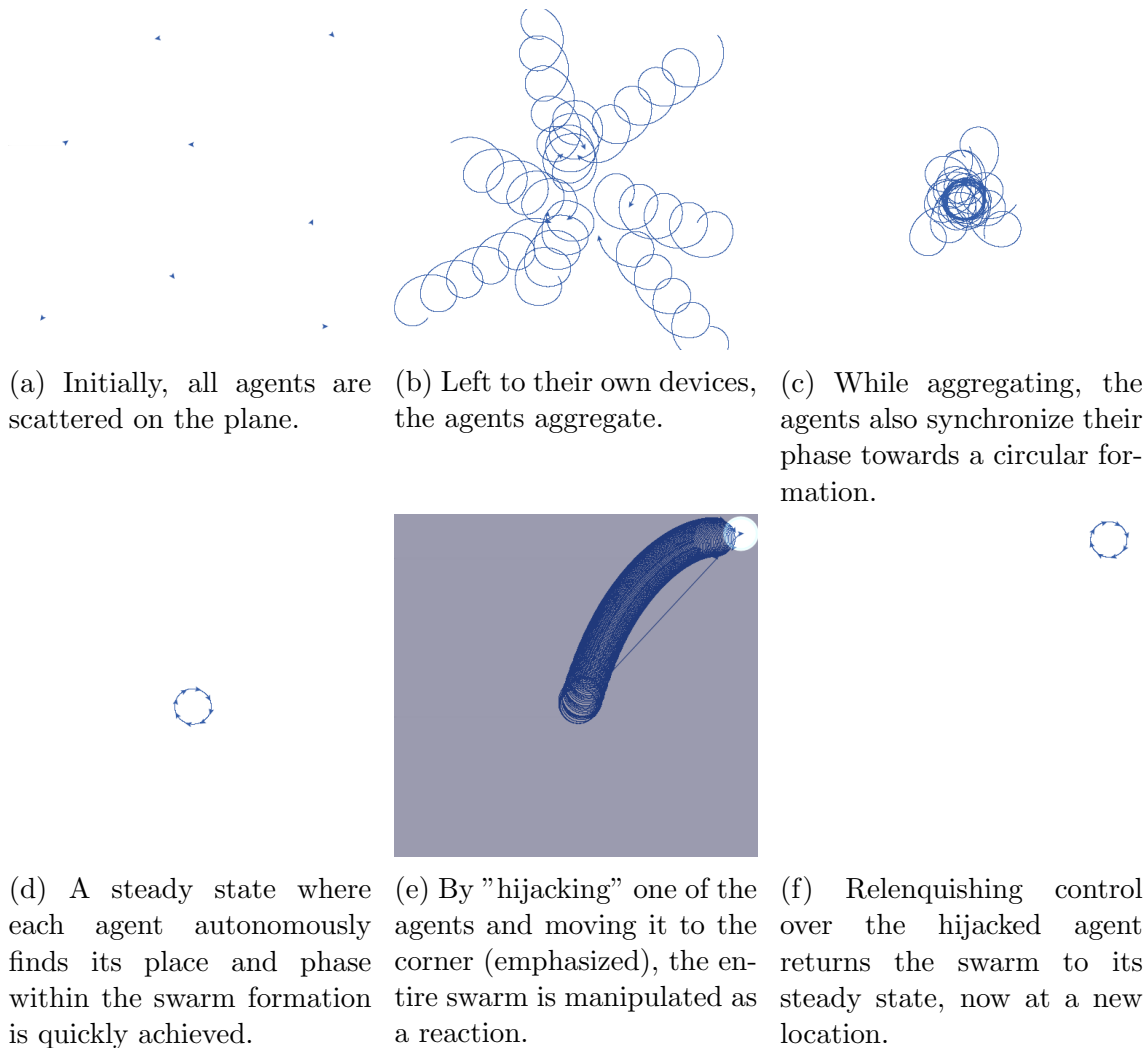 (a) Initially, all agents are
scattered on the plane.
(b) Left to their own devices,
the agents aggregate.
(c) While aggregating, the
agents also synchronize their
phase towards a circular for-
mation.
(d) A steady state where
each agent autonomously
finds its place and phase
within the swarm formation
is quickly achieved.
(e) By ”hijacking” one of the
agents and moving it to the
corner (emphasized), the en-
tire swarm is manipulated as
a reaction.
(f) Relenquishing control
over the hijacked agent
returns the swarm to its
steady state, now at a new
location.